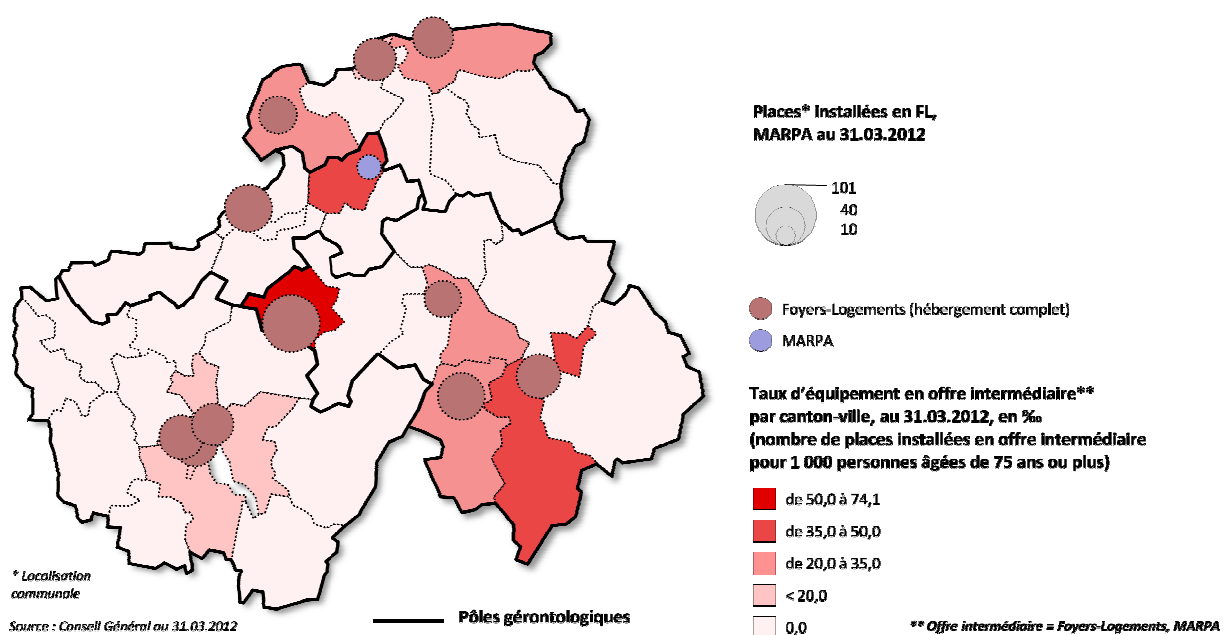 Places* Installées en FL,
MARPA au 31.03.2012
101
40
10
Foyers-Logements (hébergement complet)
MARPA
Taux d'équipement en offre intermédiaire**
par canton-ville, au 31.03.2012, en ‰
(nombre de places installées en offre intermédiaire
pour 1 000 personnes âgées de 75 ans ou plus)
de 50,0 à 74,1
de 35,0 à 50,0
de 20,0 à 35,0
< 20,0
0,0
* Localisation
communale
Pôles gérontologiques
Source : Conseil Général au 31.03.2012
** Offre intermédiaire = Foyers-Logements, MARPA